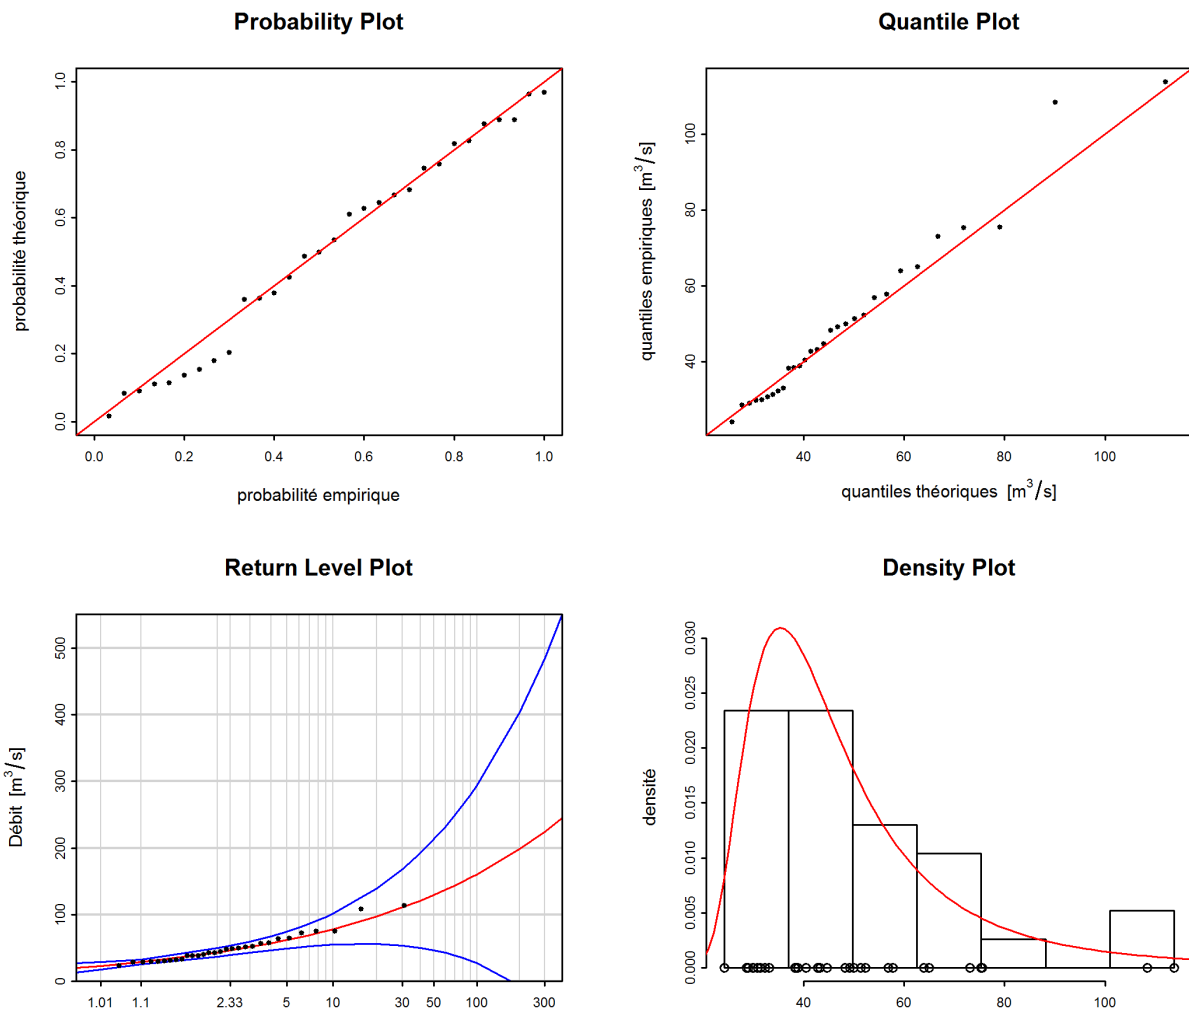 Probability Plot
probabilité théorique
0.0 0.2 0.4 0.6 0.8 1.0
0.0 0.2 0.4 0.6 0.8 1.0
probabilité empirique
Quantile Plot
quantiles empiriques [m³/s]
40 60 80 100
40 60 80 100
quantiles théoriques [m³/s]
Return Level Plot
Débit [m³/s]
0 100 200 300 400 500
1.01 1.1 2.33 5 10 30 50 100 300
Density Plot
densité
0.000 0.005 0.010 0.015 0.020 0.025 0.030
40 60 80 100